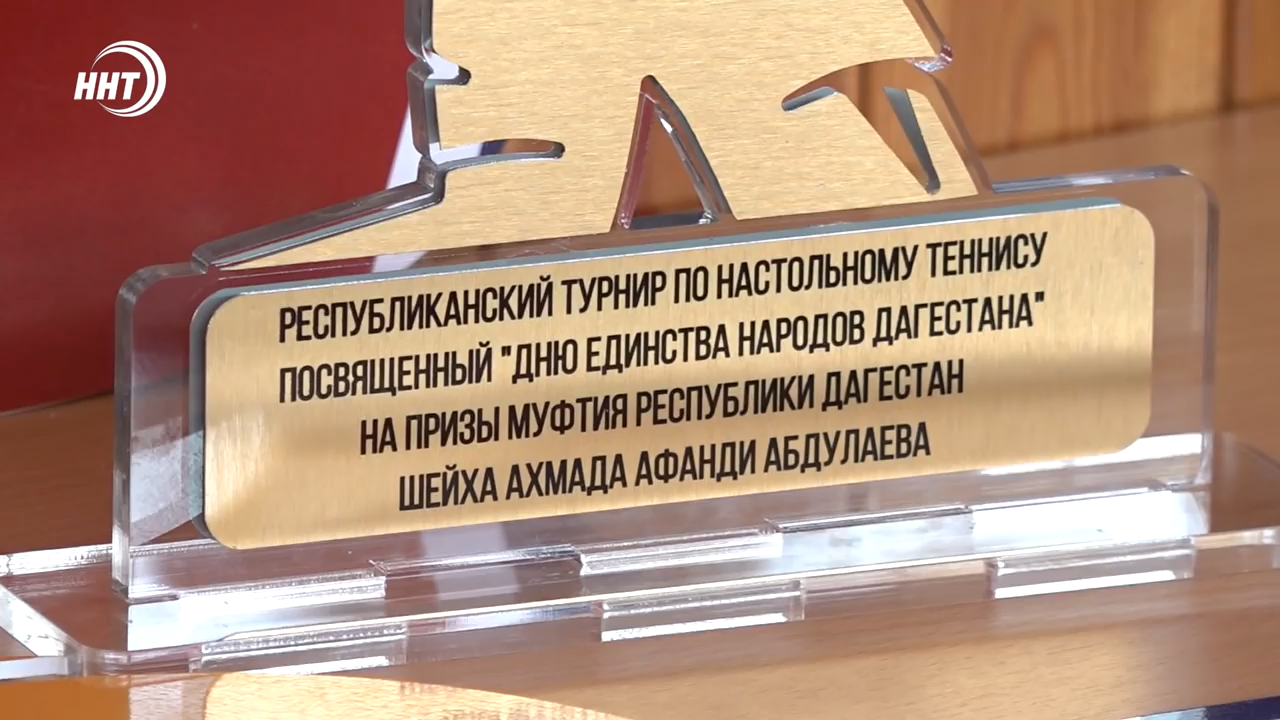 ННТ
РЕСПУБЛИКАНСКИЙ ТУРНИР ПО НАСТОЛЬНОМУ ТЕННИСУ
ПОСВЯЩЕННЫЙ "ДНЮ ЕДИНСТВА НАРОДОВ ДАГЕСТАНА"
НА ПРИЗЫ МУФТИЯ РЕСПУБЛИКИ ДАГЕСТАН
ШЕЙХА АХМАДА АФАНДИ АБДУЛАЕВА